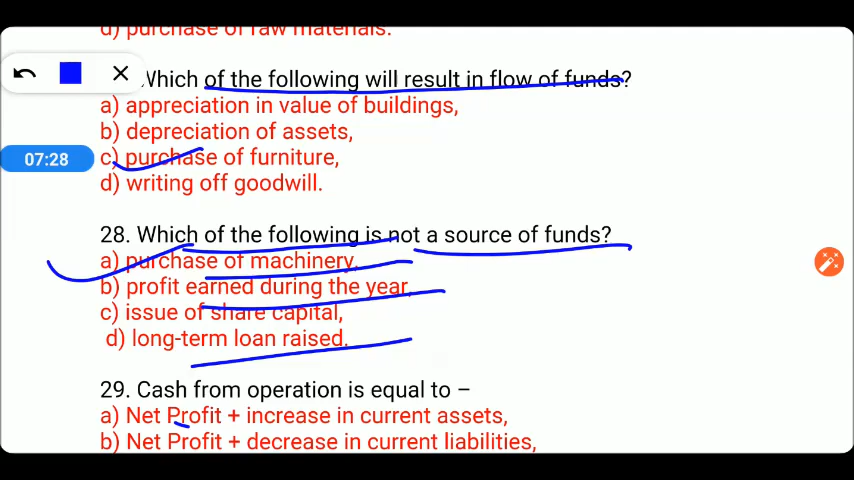 d) purchase of raw materials.
Which of the following will result in flow of funds?
a) appreciation in value of buildings,
b) depreciation of assets,
07:28
c) purchase of furniture,
d) writing off goodwill.
28. Which of the following is not a source of funds?
a) purchase of machinery,
b) profit earned during the year,
c) issue of share capital,
d) long-term loan raised.
29. Cash from operation is equal to –
a) Net Profit + increase in current assets,
b) Net Profit + decrease in current liabilities,